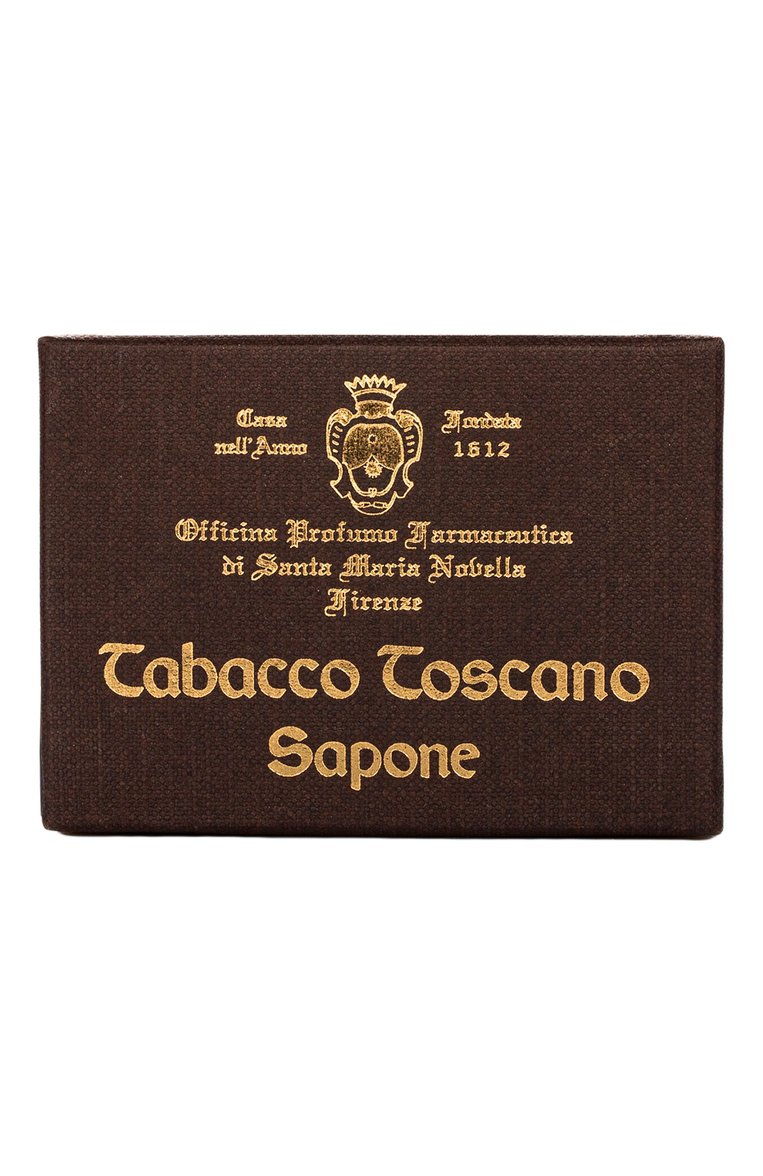 Casa Fondata
nell'Anno 1612
Officina Profumo Farmaceutica
di Santa Maria Novella
Firenze
Tabacco Toscano
Sapone